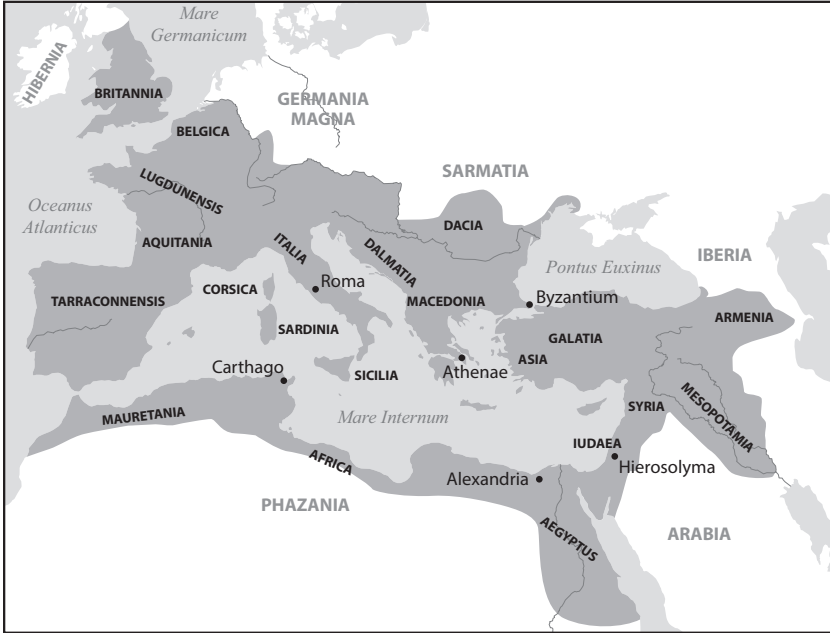 Mare
Germanicum
HIBERNIA
BRITANNIA
GERMANIA
MAGNA
BELGICA
SARMATIA
LUGDUNENSIS
Oceanus
Atlanticus
DACIA
AQUITANIA
ITALIA
DALMATIA
Pontus Euxinus
IBERIA
TARRACONNENSIS
CORSICA
Roma
MACEDONIA
Byzantium
ARMENIA
SARDINIA
GALATIA
ASIA
Carthago
SICILIA
Athenae
MESOPOTAMIA
MAURETANIA
Mare Internum
SYRIA
IUDAEA
AFRICA
Alexandria
Hierosolyma
PHAZANIA
AEGYPTUS
ARABIA